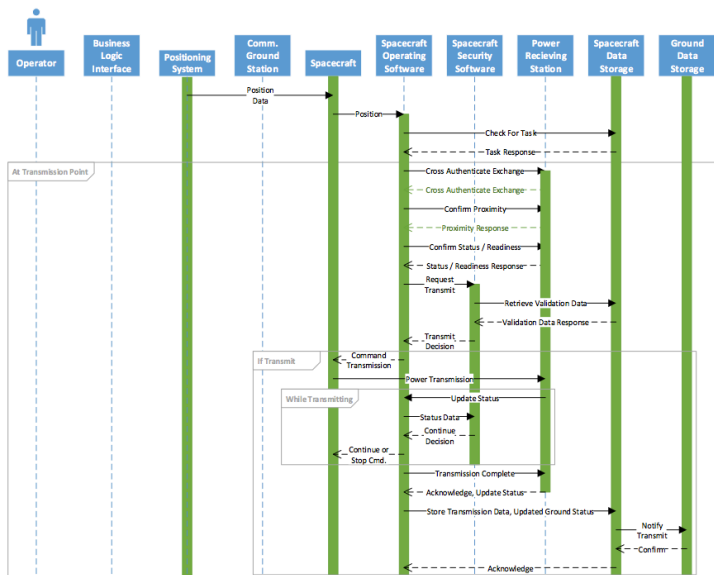 Operator
Business
Logic
Interface
Positioning
System
Comm.
Ground
Station
Spacecraft
Spacecraft
Operating
Software
Spacecraft
Security
Software
Power
Recieving
Station
Spacecraft
Data
Storage
Ground
Data
Storage
Position
Data
Position
Check For Task
Task Response
At Transmission Point
Cross Authenticate Exchange
Cross Authenticate Exchange
Confirm Proximity
Proximity Response
Confirm Status / Readiness
Status / Readiness Response
Request
Transmit
Retrieve Validation Data
Validation Data Response
Transmit
Decision
If Transmit
Command
Transmission
Power Transmission
While Transmitting
Update Status
Status Data
Continue
Decision
Continue or
Stop Cmd.
Transmission Complete
Acknowledge, Update Status
Store Transmission Data, Updated Ground Status
Notify
Transmit
Confirm
Acknowledge